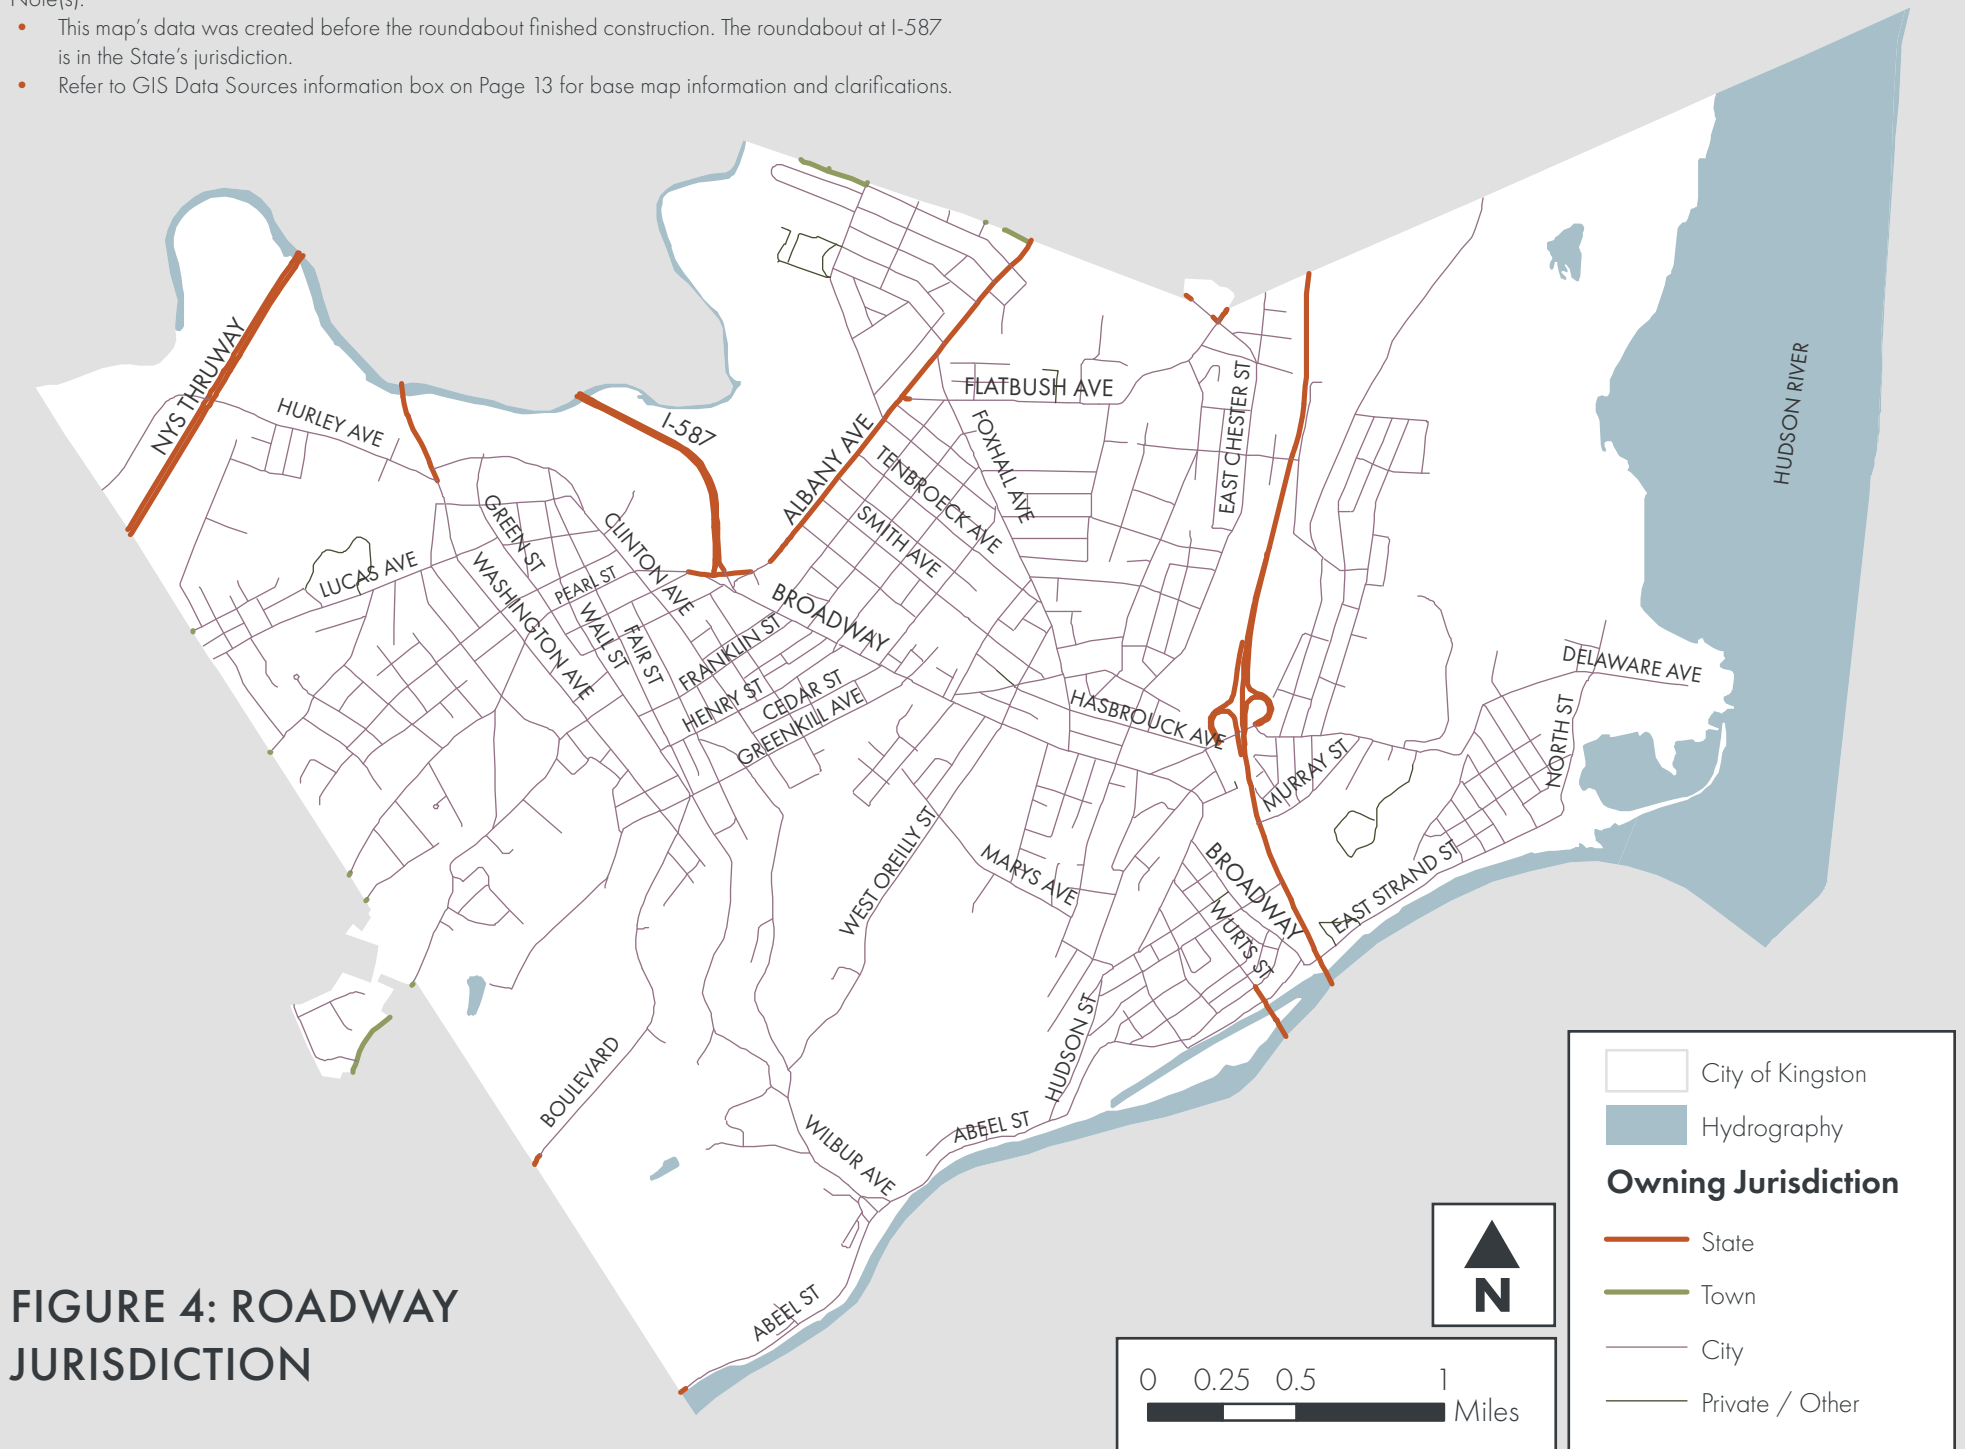 Note(s):
• This map's data was created before the roundabout finished construction. The roundabout at I-587
is in the State's jurisdiction.
• Refer to GIS Data Sources information box on Page 13 for base map information and clarifications.
NYS THRUWAY
HURLEY AVE
I-587
ALBANY AVE
FLATBUSH AVE
FOXHALL AVE
EAST CHESTER ST
HUDSON RIVER
TENBROECK AVE
SMITH AVE
GREEN ST
CLINTON AVE
LUCAS AVE
WASHINGTON AVE
PEARL ST
WALL ST
FAIR ST
BROADWAY
FRANKLIN ST
HENRY ST
CEDAR ST
GREENKILL AVE
HASBROUCK AVE
DELAWARE AVE
NORTH ST
MURRAY ST
WEST OREILLY ST
MARYS AVE
BROADWAY
WURTS ST
EAST STRAND ST
HUDSON ST
BOULEVARD
WILBUR AVE
ABEEL ST
ABEEL ST
FIGURE 4: ROADWAY
JURISDICTION
N
0 0.25 0.5 1
Miles
City of Kingston
Hydrography
Owning Jurisdiction
State
Town
City
Private / Other